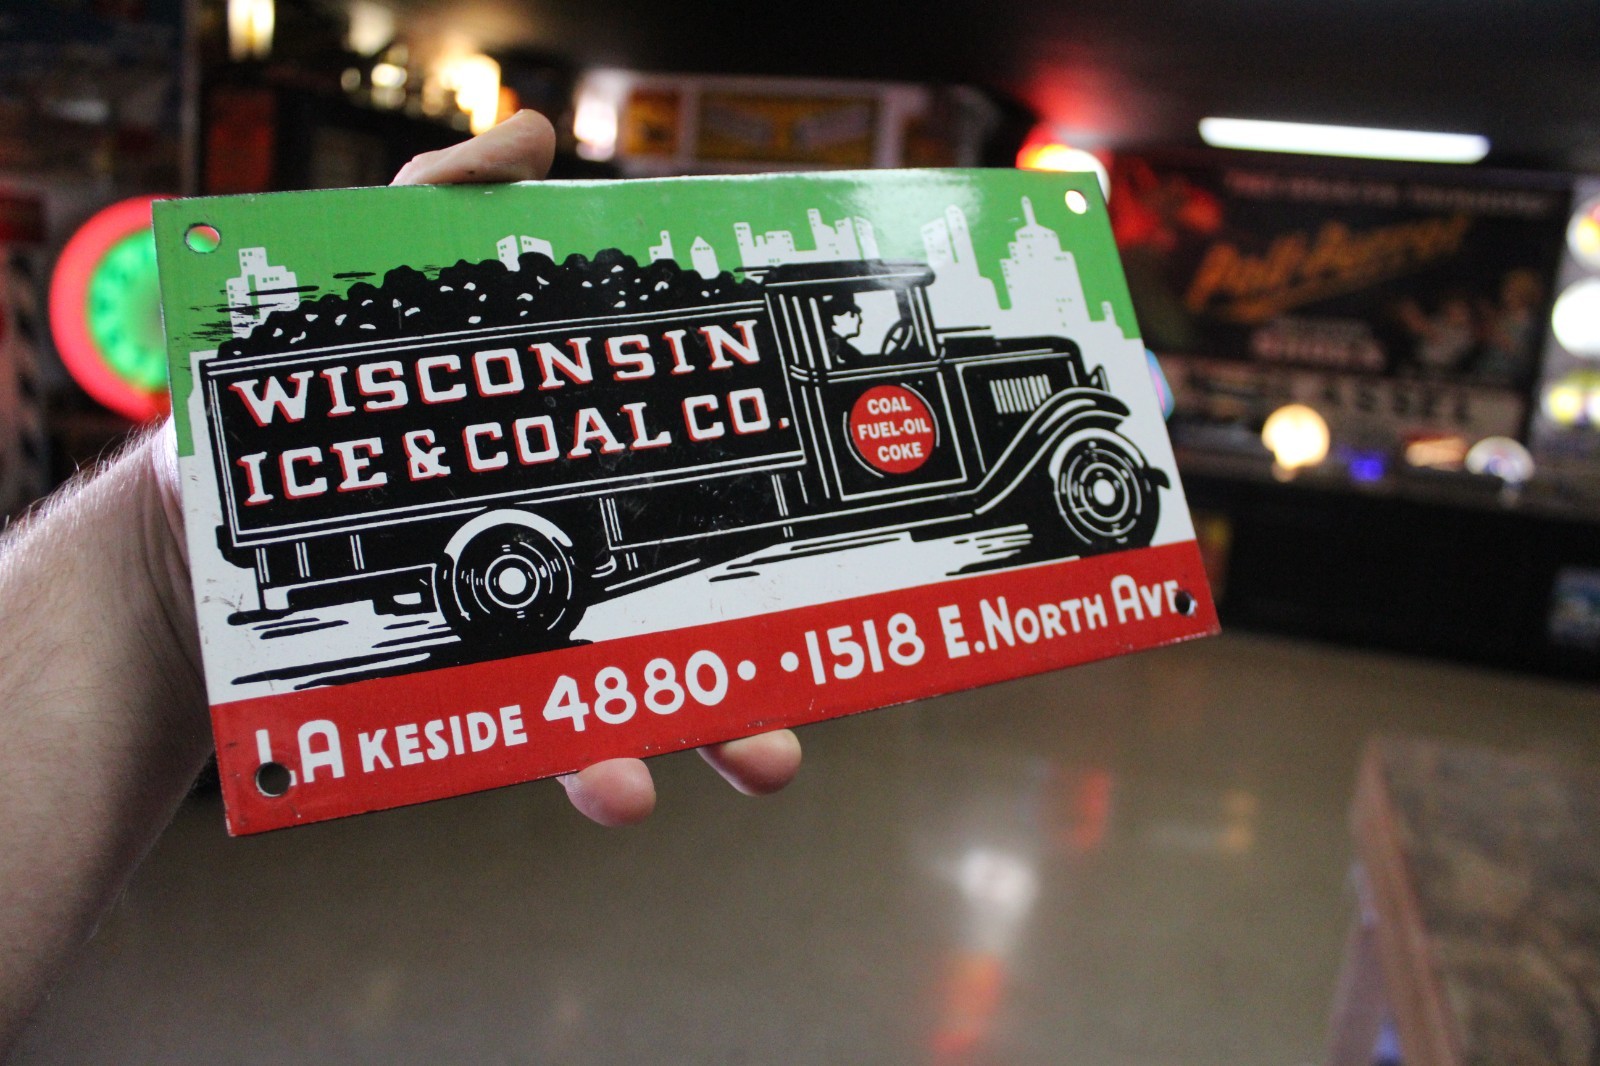 WISCONSIN
ICE & COAL CO.
COAL
FUEL-OIL
COKE
LAKESIDE 4880 • • 1518 E. NORTH AVE